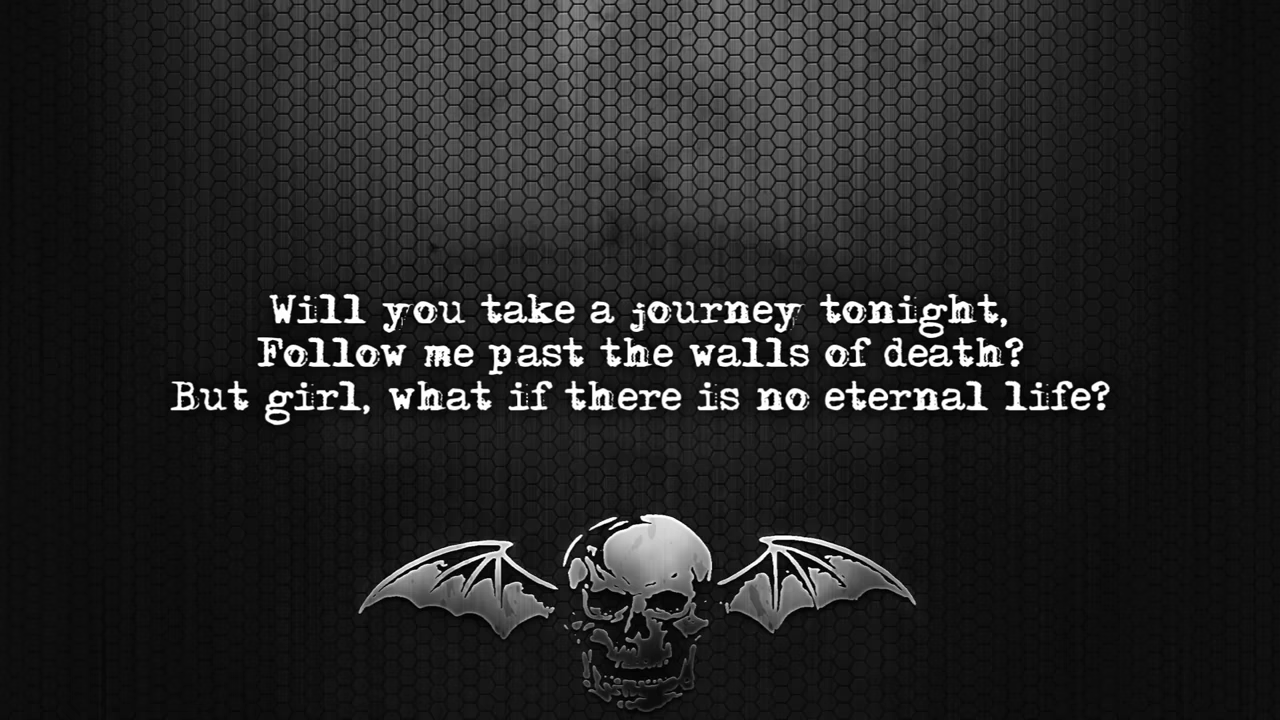 Will you take a journey tonight,
Follow me past the walls of death?
But girl, what if there is no eternal life?